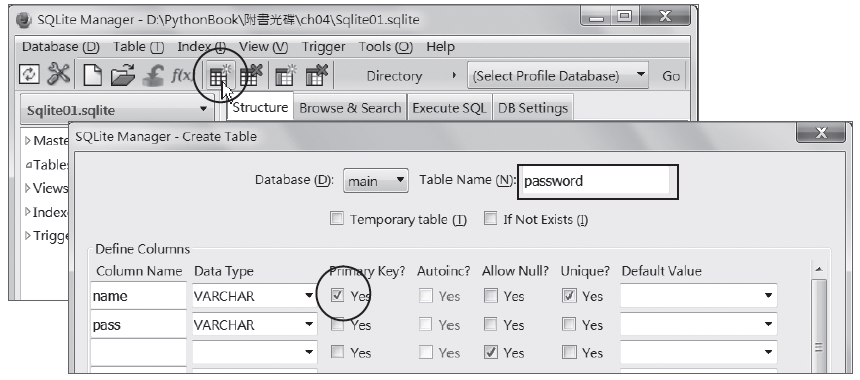 SQLite Manager - D:\PythonBook\附書光碟\ch04\Sqlite01.sqlite
Database (D) Table (T) Index (I) View (V) Trigger Tools (O) Help
f(x) Directory (Select Profile Database) Go
Sqlite01.sqlite Structure Browse & Search Execute SQL DB Settings
Maste
Tables
Views
Index
Trigge
SQLite Manager - Create Table X
Database (D): main Table Name (N): password
Temporary table (T) If Not Exists (I)
Define Columns
Column Name Data Type Primary Key? Autoinc? Allow Null? Unique? Default Value
name VARCHAR Yes Yes Yes Yes
pass VARCHAR Yes Yes Yes Yes
Yes Yes Yes Yes